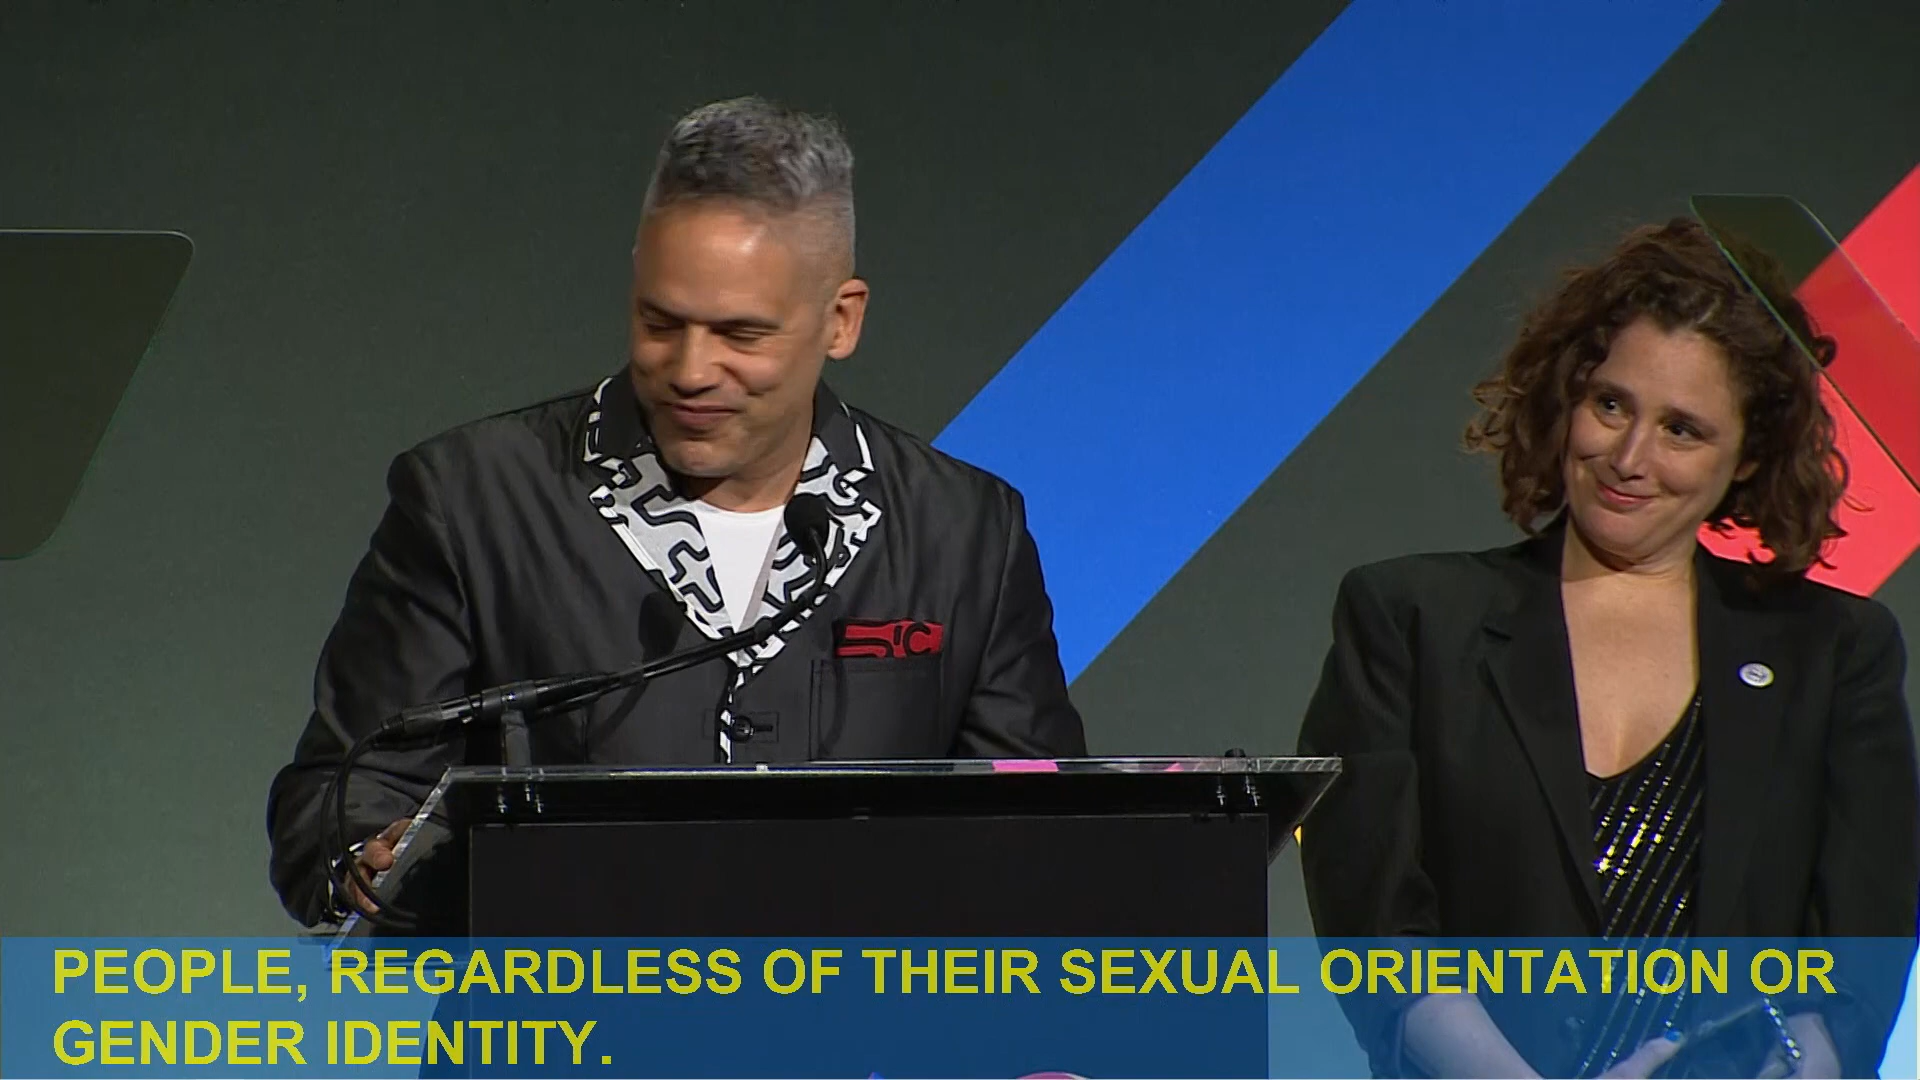 PEOPLE, REGARDLESS OF THEIR SEXUAL ORIENTATION OR
GENDER IDENTITY.